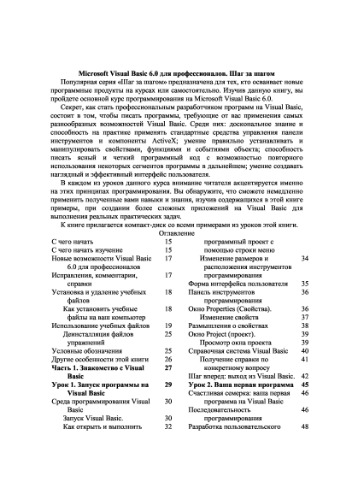 Microsoft Visual Basic 6.0 для профессионалов. Шаг за шагом
Популярная серия «Шаг за шагом» предназначена для тех, кто осваивает новые
программные продукты на курсах или самостоятельно. Изучив данную книгу, вы
пройдете основной курс программирования на Microsoft Visual Basic 6.0.
Секрет, как стать профессиональным разработчиком программ на Visual Basic,
состоит в том, чтобы писать программы, требующие от нас применения самых
разнообразных возможностей Visual Basic. Среди них: доскональное знание и
способность на практике применять стандартные средства управления панели
инструментов и компоненты ActiveX; умение правильно устанавливать и
манипулировать свойствами, функциями и событиями объекта; способность
писать ясный и четкий программный код с возможностью повторного
использования некоторых сегментов программы в дальнейшем; умение создавать
наглядный и эффективный интерфейс пользователя.
В каждом из уроков данного курса внимание читателя акцентируется именно
на этих принципах программирования. Вы обнаружите, что сможете немедленно
применить полученные вами навыки и знания, изучив содержащиеся в этой книге
примеры, при создании более сложных приложений на Visual Basic для
выполнения реальных практических задач.
К книге прилагается компакт-диск со всеми примерами из уроков этой книги.
Оглавление
С чего начать 15
С чего начать изучение 15
Новые возможности Visual Basic 17
6.0 для профессионалов
Исправления, комментарии, 17
справки
Установка и удаление учебных 18
файлов
Как установить учебные 18
файлы на ваш компьютер
Использование учебных файлов 19
Деинсталляция файлов 25
упражнений
Условные обозначения 25
Другие особенности этой книги 26
Часть 1. Знакомство с Visual 27
Basic
Урок 1. Запуск программы на 29
Visual Basic
Среда программирования Visual 30
Basic
Запуск Visual Basic. 30
Как открыть и выполнить 32
программный проект с
помощью строки меню
Изменение размеров и 34
расположения инструментов
программирования
Форма интерфейса пользователя 35
Панель инструментов 36
программирования
Окно Properties (Свойства). 36
Изменение свойств 37
Размышления о свойствах 38
Окно Project (проект). 39
Просмотр окна проекта 39
Справочная система Visual Basic 40
Получение справки по 41
конкретному вопросу
Шаг вперед: выход из Visual Basic. 42
Урок 2. Ваша первая программа 45
Счастливая семерка: ваша первая 46
программа на Visual Basic
Последовательность 46
программирования
Разработка пользовательского 48